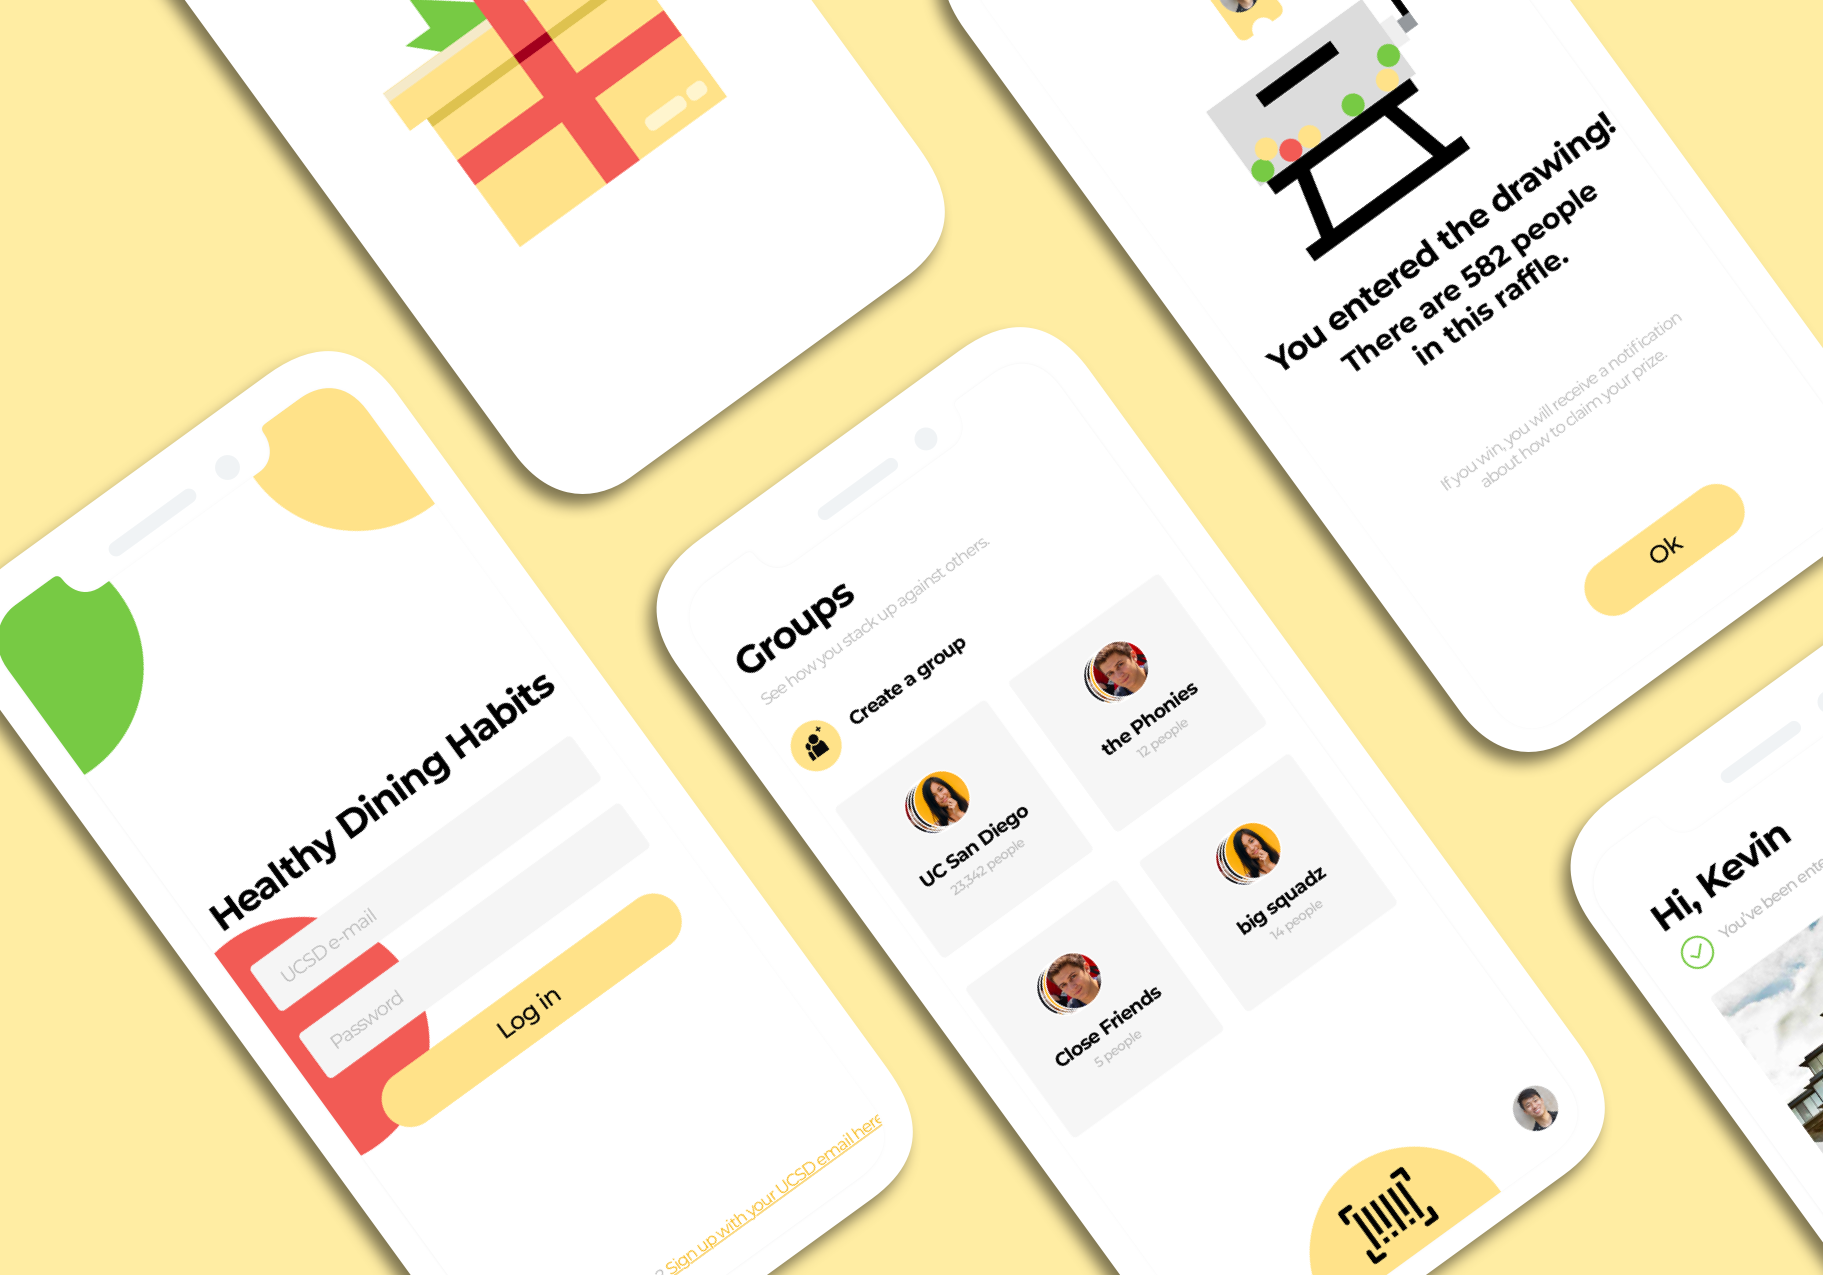 You entered the drawing!
There are 582 people
in this raffle.
If you win, you will receive a notification
about how to claim your prize.
Ok
Healthy Dining Habits
UCSD e-mail
Password
Log in
? Sign up with your UCSD email here
Groups
See how you stack up against others.
Create a group
the Phonies
12 people
UC San Diego
23,342 people
big squadz
14 people
Close Friends
5 people
Hi, Kevin
You've been